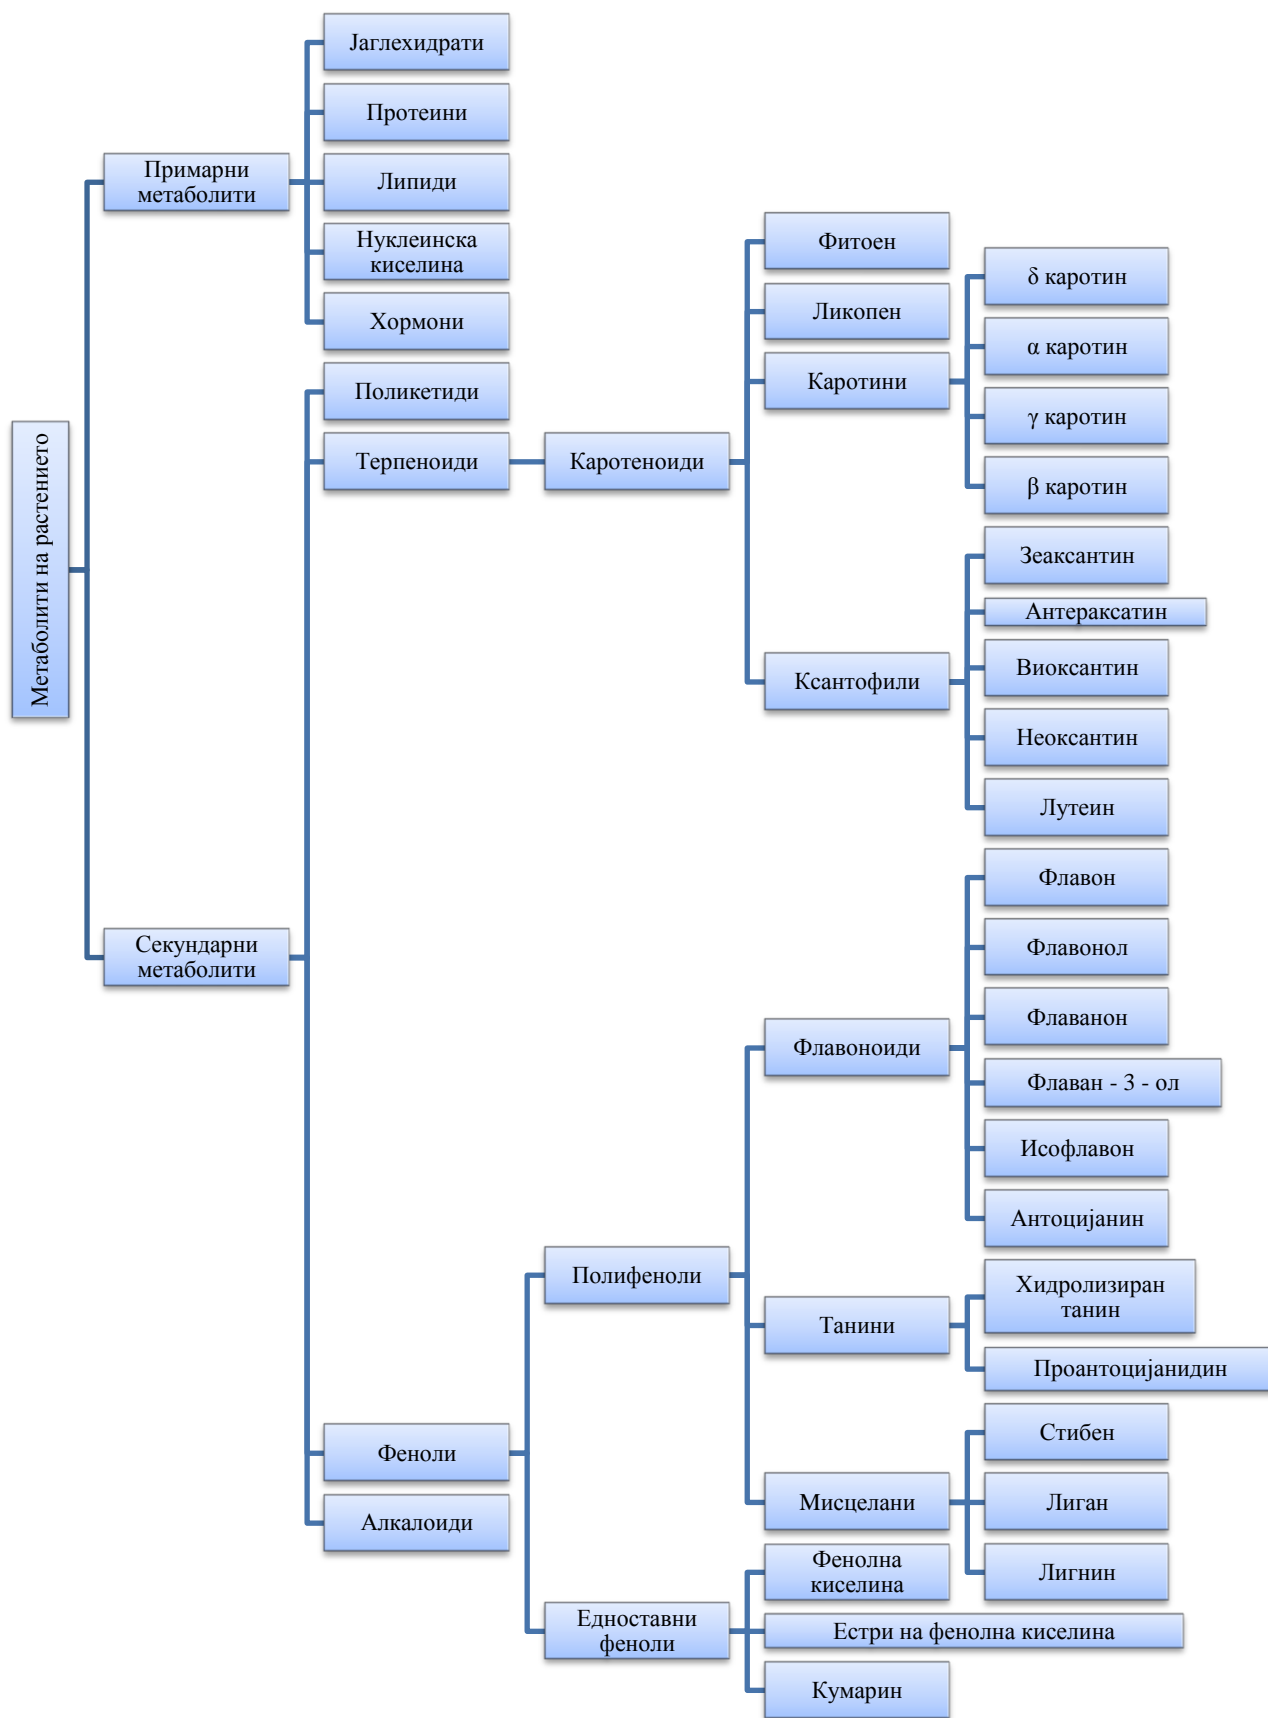 Метаболити на растението
Примарни
метаболити
Јаглехидрати
Протеини
Липиди
Нуклеинска
киселина
Хормони
Секундарни
метаболити
Поликетиди
Терпеноиди
Каротеноиди
Фитоен
Ликопен
Каротини
δ каротин
α каротин
γ каротин
β каротин
Ксантофили
Зеаксантин
Антераксатин
Виоксантин
Неоксантин
Лутеин
Феноли
Полифеноли
Флавоноиди
Флавон
Флавонол
Флаванон
Флаван - 3 - ол
Исофлавон
Антоцијанин
Танини
Хидролизиран
танин
Проантоцијанидин
Мисцелани
Стибен
Лиган
Лигнин
Едноставни
феноли
Фенолна
киселина
Естри на фенолна киселина
Кумарин
Алкалоиди